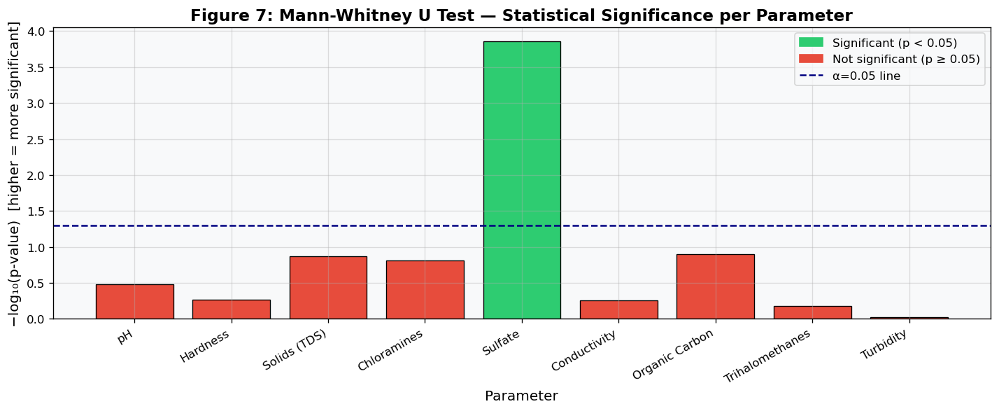 Figure 7: Mann-Whitney U Test — Statistical Significance per Parameter
−log₁₀(p-value)  [higher = more significant]
4.0
3.5
3.0
2.5
2.0
1.5
1.0
0.5
0.0
Significant (p < 0.05)
Not significant (p ≥ 0.05)
α=0.05 line
pH
Hardness
Solids (TDS)
Chloramines
Sulfate
Conductivity
Organic Carbon
Trihalomethanes
Turbidity
Parameter